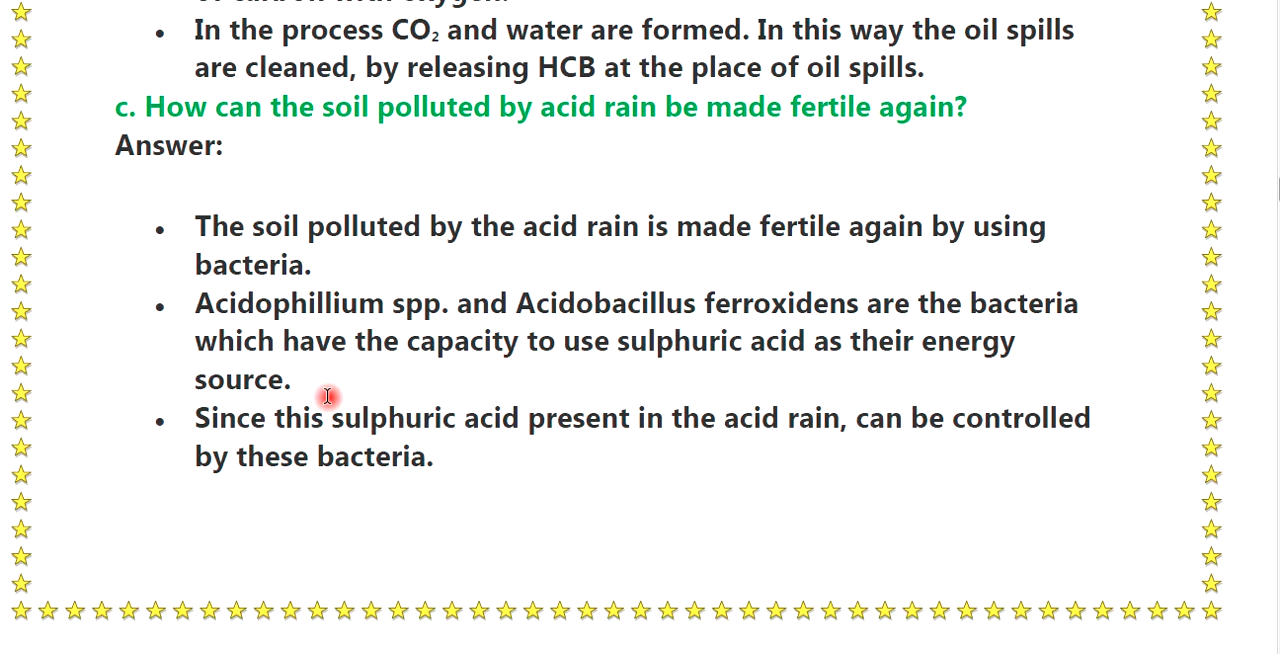 In the process CO₂ and water are formed. In this way the oil spills
are cleaned, by releasing HCB at the place of oil spills.
c. How can the soil polluted by acid rain be made fertile again?
Answer:
The soil polluted by the acid rain is made fertile again by using
bacteria.
Acidophillium spp. and Acidobacillus ferroxidens are the bacteria
which have the capacity to use sulphuric acid as their energy
source.
Since this sulphuric acid present in the acid rain, can be controlled
by these bacteria.